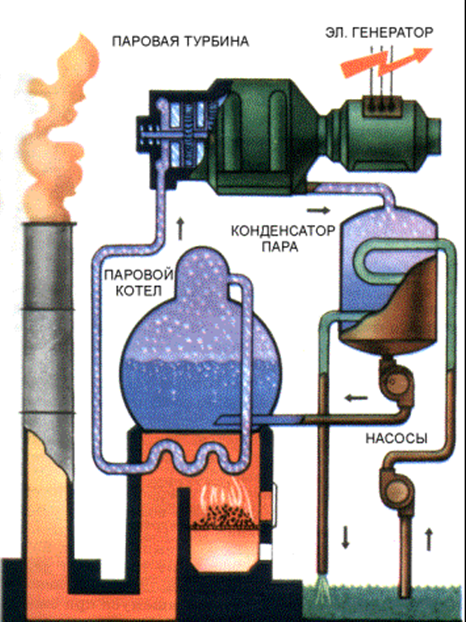 ПАРОВАЯ ТУРБИНА
ЭЛ. ГЕНЕРАТОР
КОНДЕНСАТОР
ПАРА
ПАРОВОЙ
КОТЕЛ
НАСОСЫ